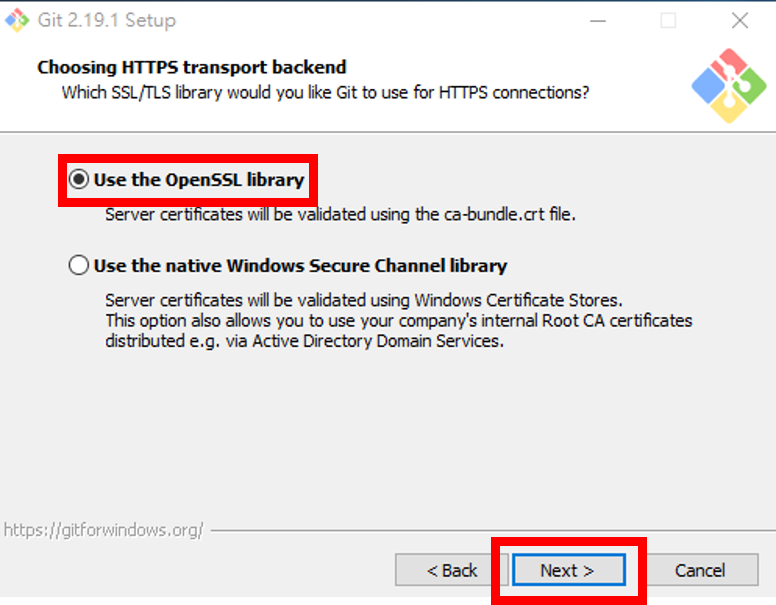 Git 2.19.1 Setup
Choosing HTTPS transport backend
Which SSL/TLS library would you like Git to use for HTTPS connections?
Use the OpenSSL library
Server certificates will be validated using the ca-bundle.crt file.
Use the native Windows Secure Channel library
Server certificates will be validated using Windows Certificate Stores.
This option also allows you to use your company's internal Root CA certificates
distributed e.g. via Active Directory Domain Services.
https://gitforwindows.org/
< Back Next > Cancel